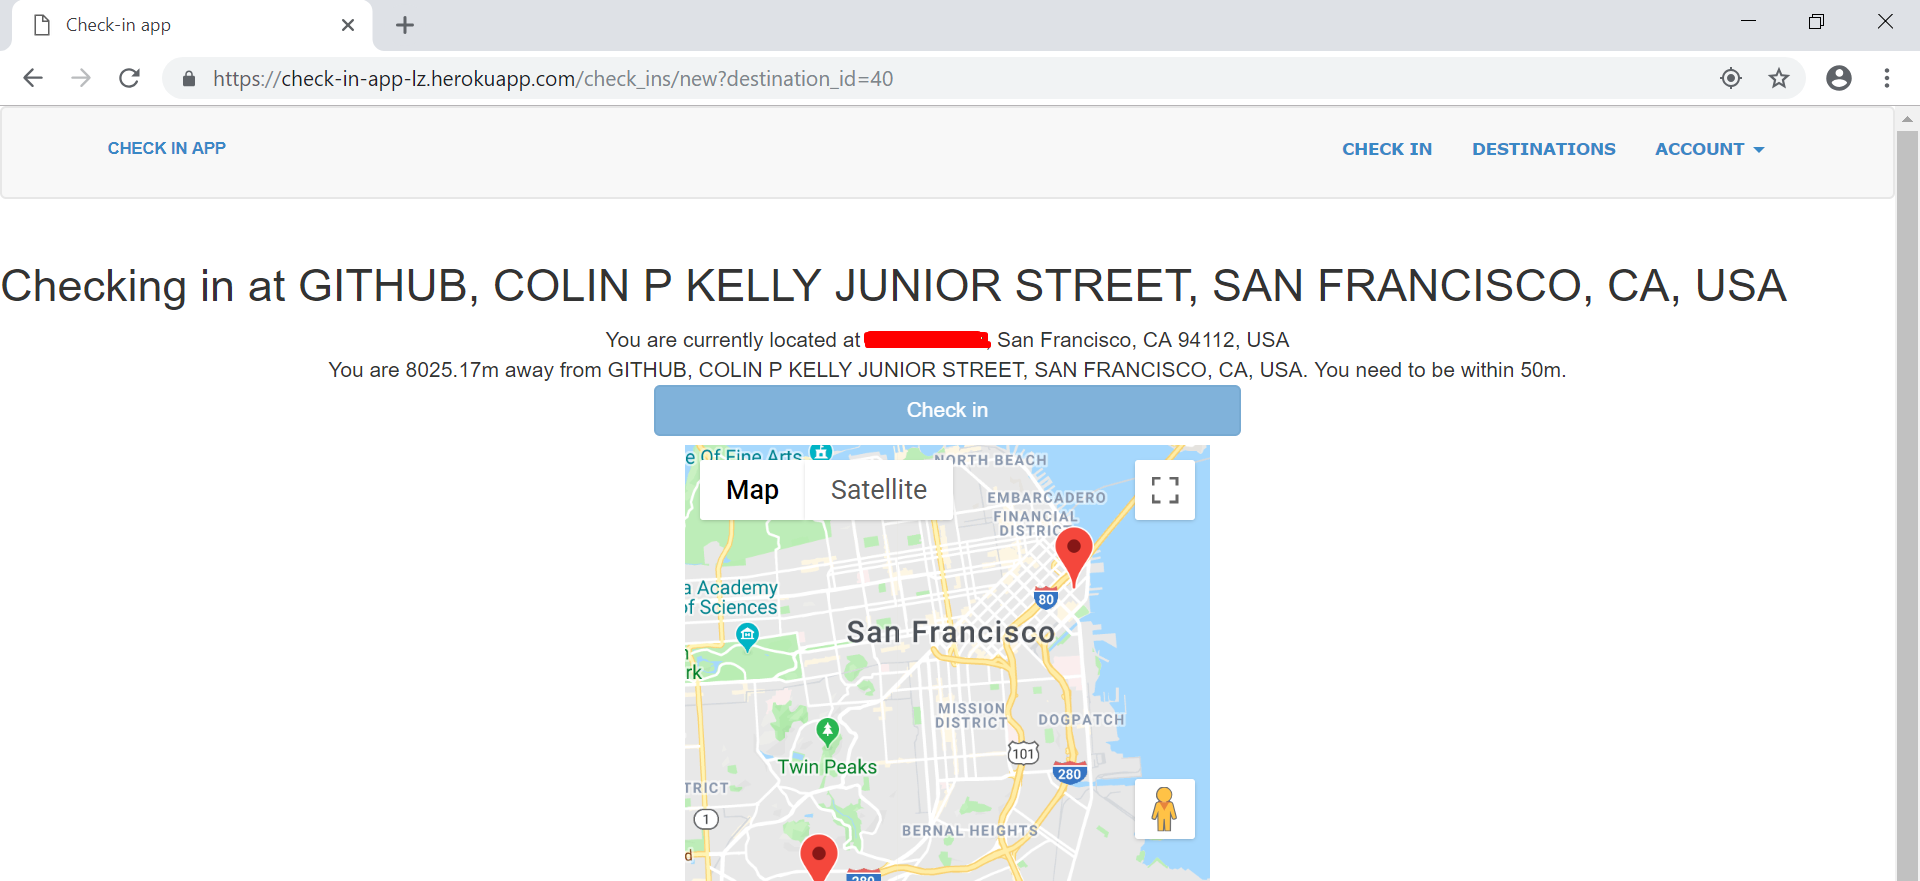 Check-in app
https://check-in-app-lz.herokuapp.com/check_ins/new?destination_id=40
CHECK IN APP
CHECK IN
DESTINATIONS
ACCOUNT
Checking in at GITHUB, COLIN P KELLY JUNIOR STREET, SAN FRANCISCO, CA, USA
You are currently located at , San Francisco, CA 94112, USA
You are 8025.17m away from GITHUB, COLIN P KELLY JUNIOR STREET, SAN FRANCISCO, CA, USA. You need to be within 50m.
Check in
e Of Fine Arts
NORTH BEACH
Map
Satellite
EMBARCADERO
FINANCIAL
DISTRIC
a Academy
of Sciences
80
San Francisco
rk
MISSION
DISTRICT
DOGPATCH
101
Twin Peaks
280
TRICT
1
BERNAL HEIGHTS
d
280